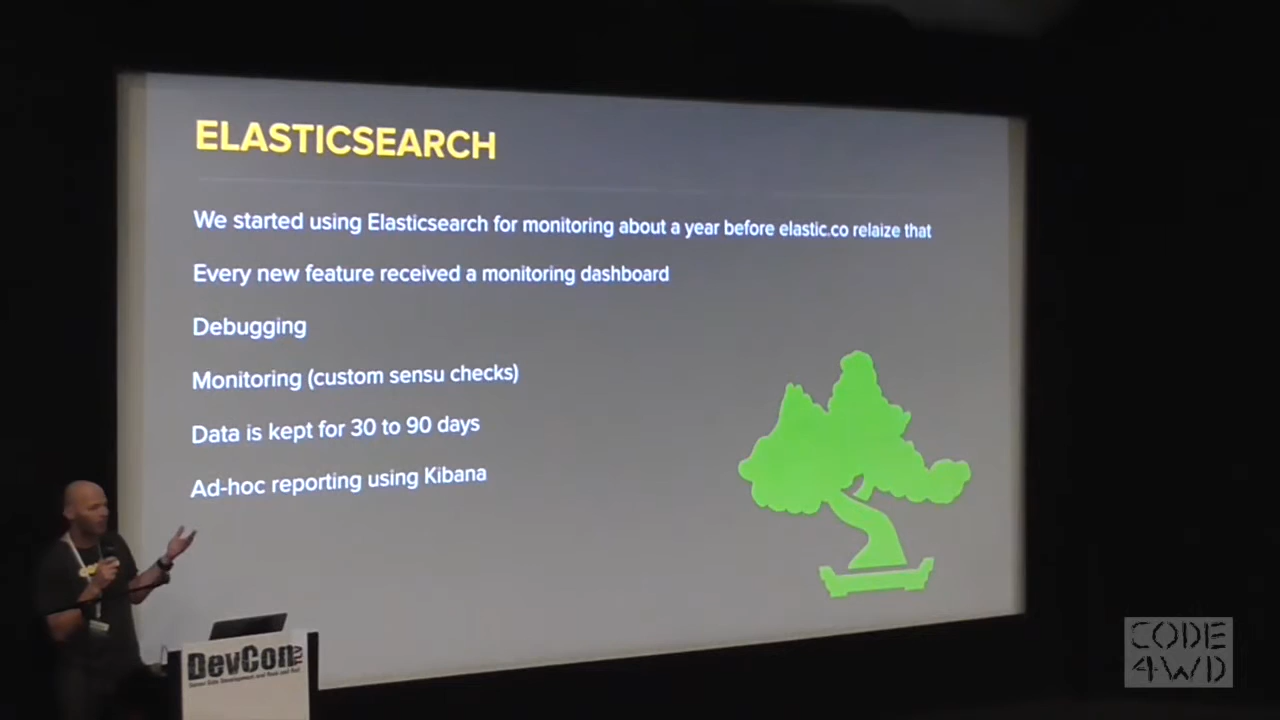 ELASTICSEARCH
We started using Elasticsearch for monitoring about a year before elastic.co relaize that
Every new feature received a monitoring dashboard
Debugging
Monitoring (custom sensu checks)
Data is kept for 30 to 90 days
Ad-hoc reporting using Kibana
DevCon TLV
CODE
4WD